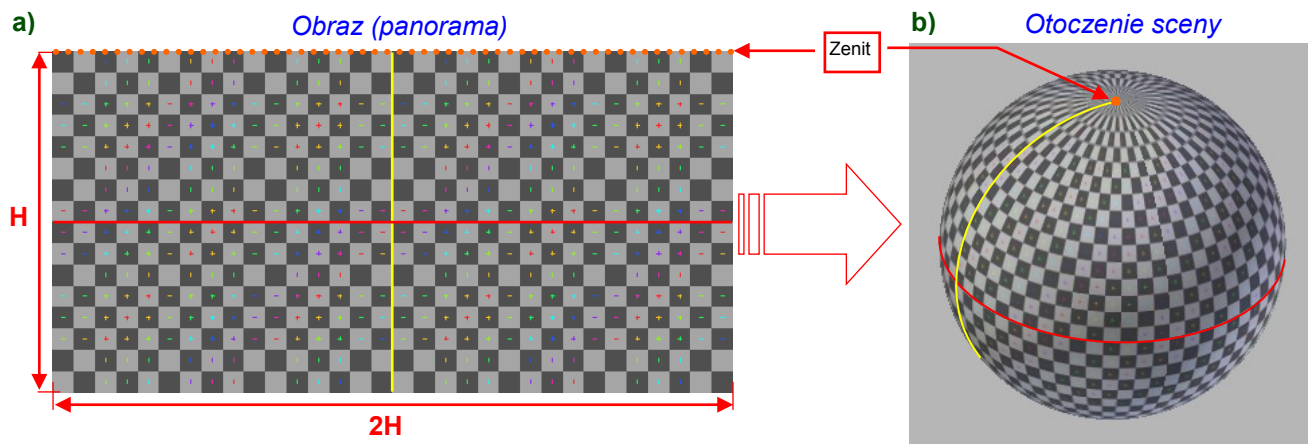 a)
Obraz (panorama)
Zenit
b)
Otoczenie sceny
H
2H